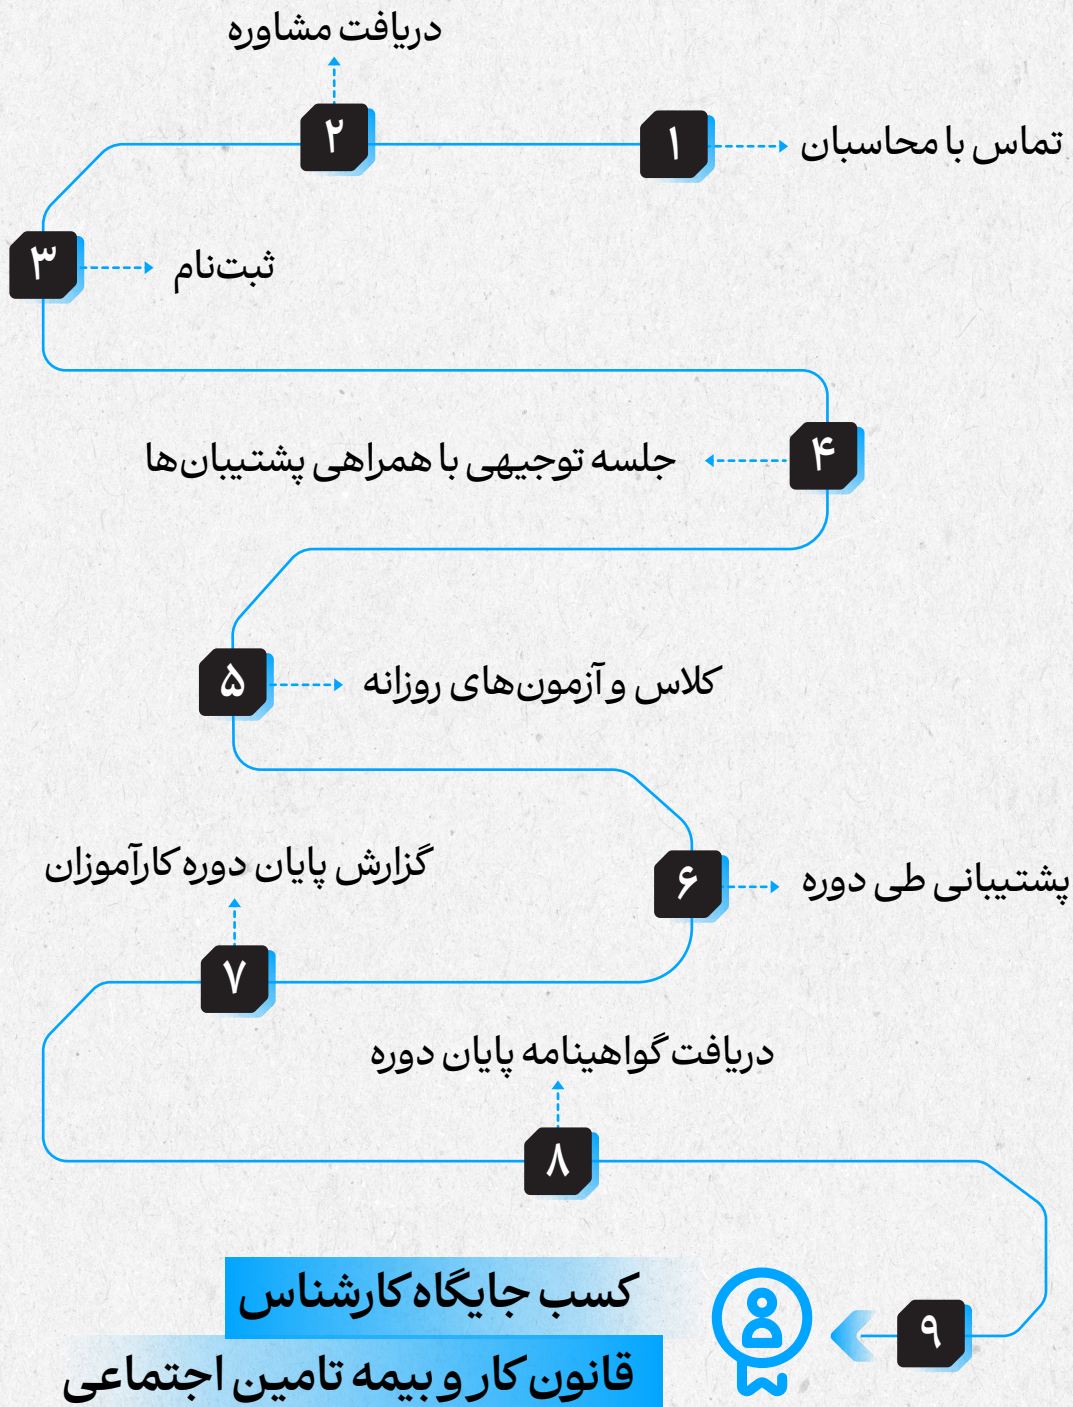 ۱
تماس با محاسبان
۲
دریافت مشاوره
۳
ثبت‌نام
۴
جلسه توجیهی با همراهی پشتیبان‌ها
۵
کلاس و آزمون‌های روزانه
۶
پشتیبانی طی دوره
۷
گزارش پایان دوره کارآموزان
۸
دریافت گواهینامه پایان دوره
۹
کسب جایگاه کارشناس
قانون کار و بیمه تامین اجتماعی